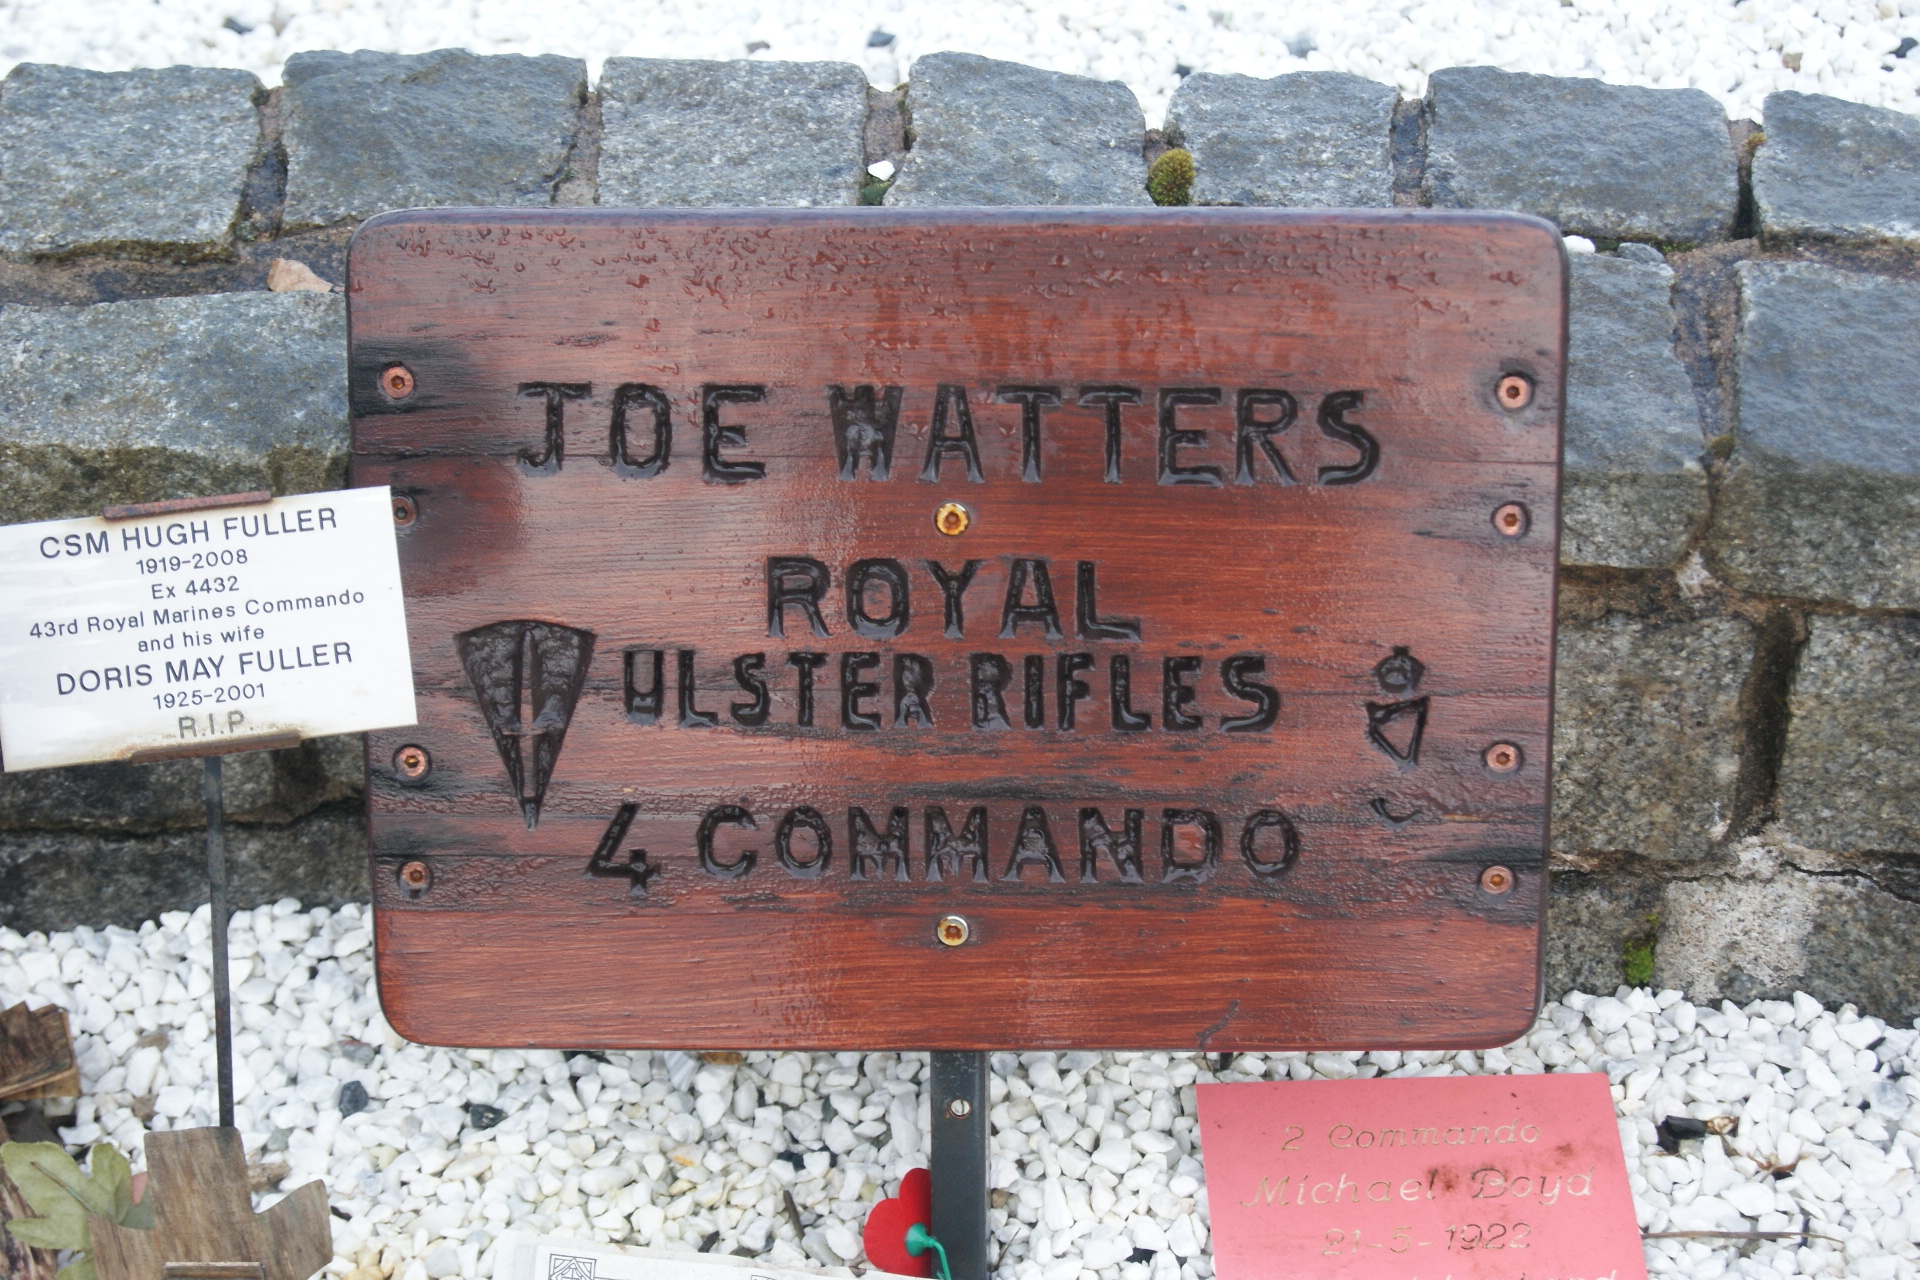 JOE WATTERS
ROYAL
ULSTER RIFLES
4 COMMANDO
CSM HUGH FULLER
1919-2008
Ex 4432
43rd Royal Marines Commando
and his wife
DORIS MAY FULLER
1925-2001
R.I.P.
2 Commando
Michael Boyd
21-5-1922